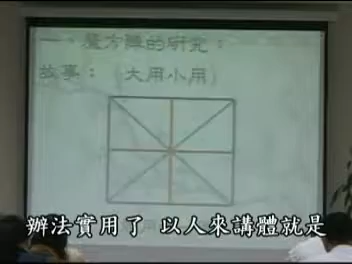 一、魔方陣的研究：
故事：（大用小用）
辦法實用了 以人來講體就是